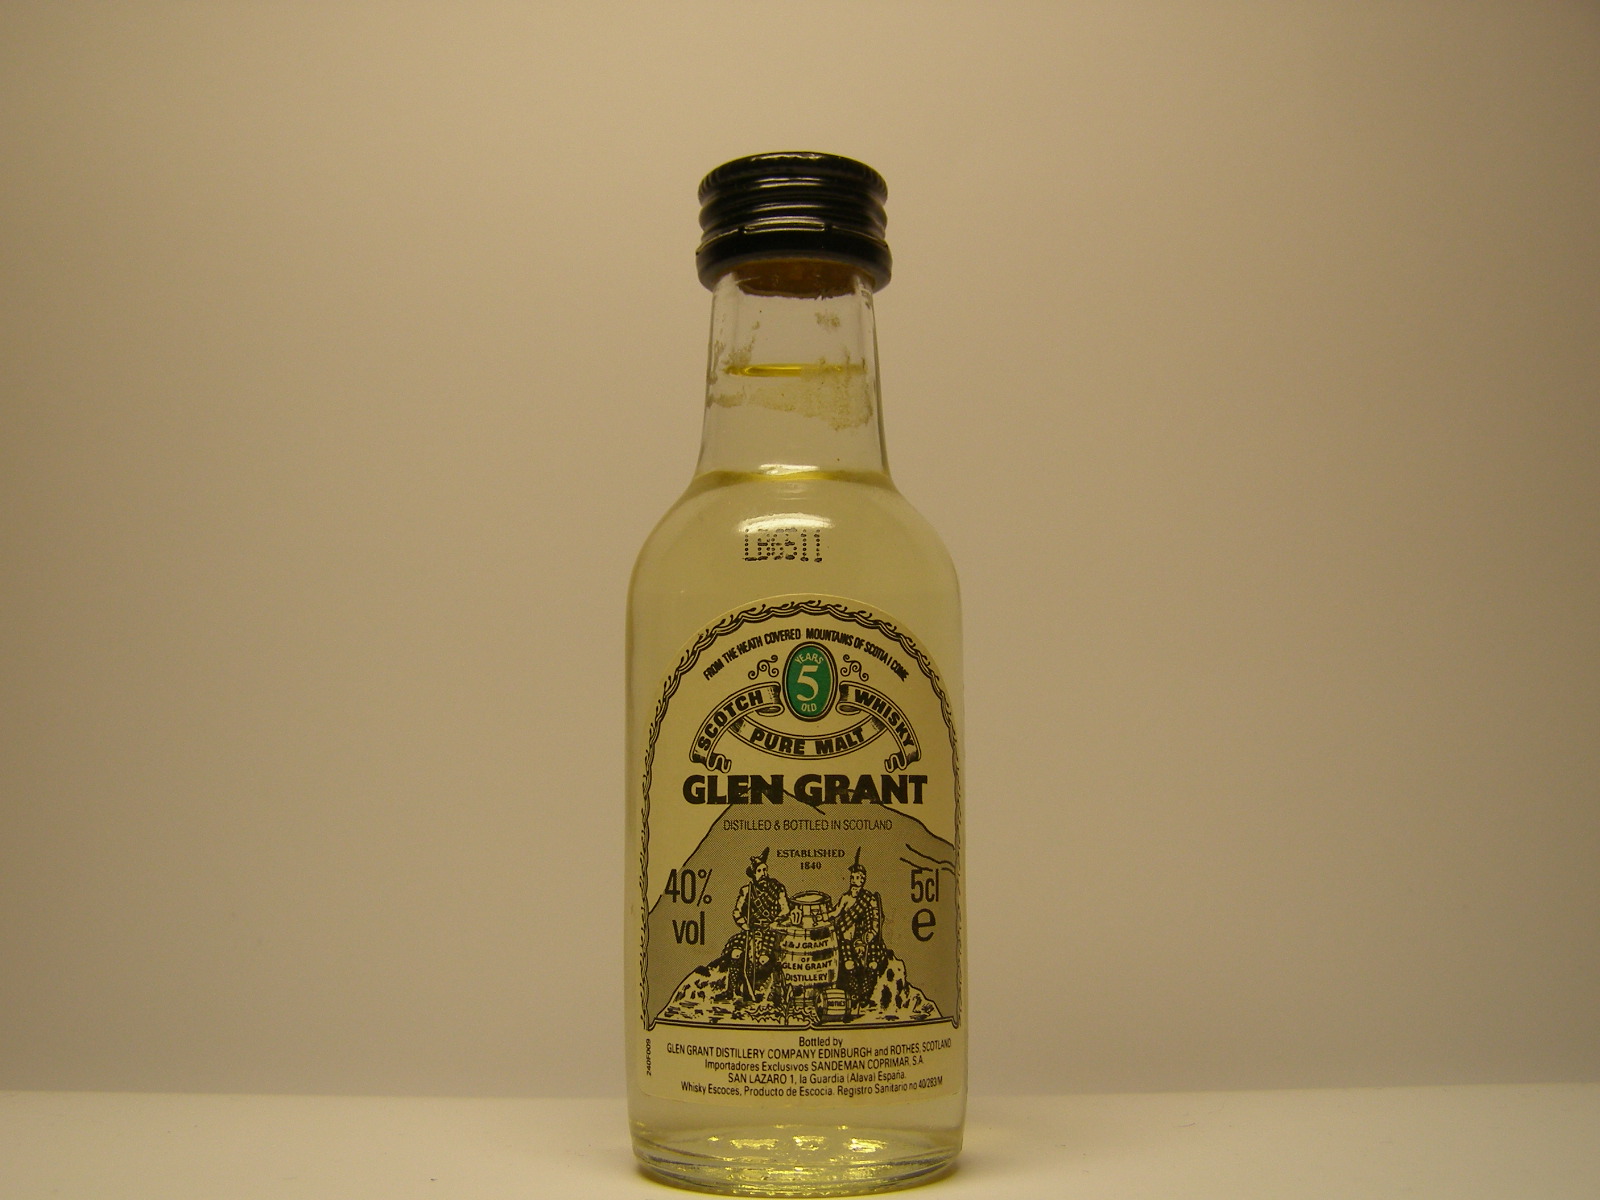 FROM THE HEATH COVERED MOUNTAINS OF SCOTIA I COME
YEARS
5
OLD
SCOTCH WHISKY
PURE MALT
GLEN GRANT
DISTILLED & BOTTLED IN SCOTLAND
ESTABLISHED
1840
40%
vol
5cl
e
J.& J. GRANT
OF
GLEN GRANT
DISTILLERY
ROTHES
Bottled by
GLEN GRANT DISTILLERY COMPANY EDINBURGH and ROTHES, SCOTLAND
Importadores Exclusivos SANDEMAN COPRIMAR, S.A.
SAN LAZARO 1, la Guardia (Alava) España.
Whisky Escoces, Producto de Escocia. Registro Sanitario no 40/283/M
240F009